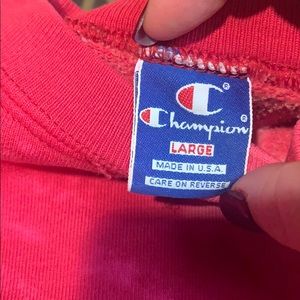 C®
Champion®
LARGE
MADE IN U.S.A.
CARE ON REVERSE